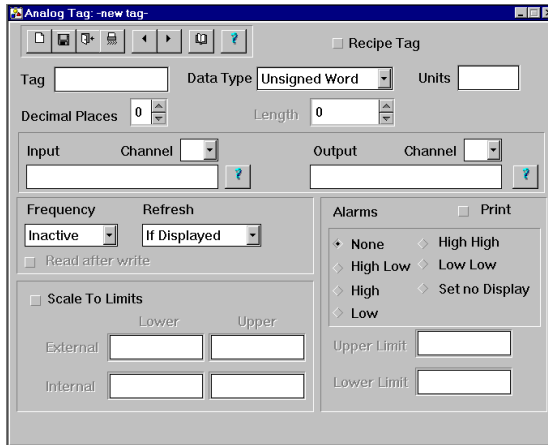 Analog Tag: -new tag-
?
Recipe Tag
Tag
Data Type Unsigned Word
Units
Decimal Places 0
Length 0
Input Channel
Output Channel
?
?
Frequency Refresh
Inactive If Displayed
Read after write
Alarms Print
None High High
High Low Low Low
High Set no Display
Low
Scale To Limits
Lower Upper
External
Internal
Upper Limit
Lower Limit